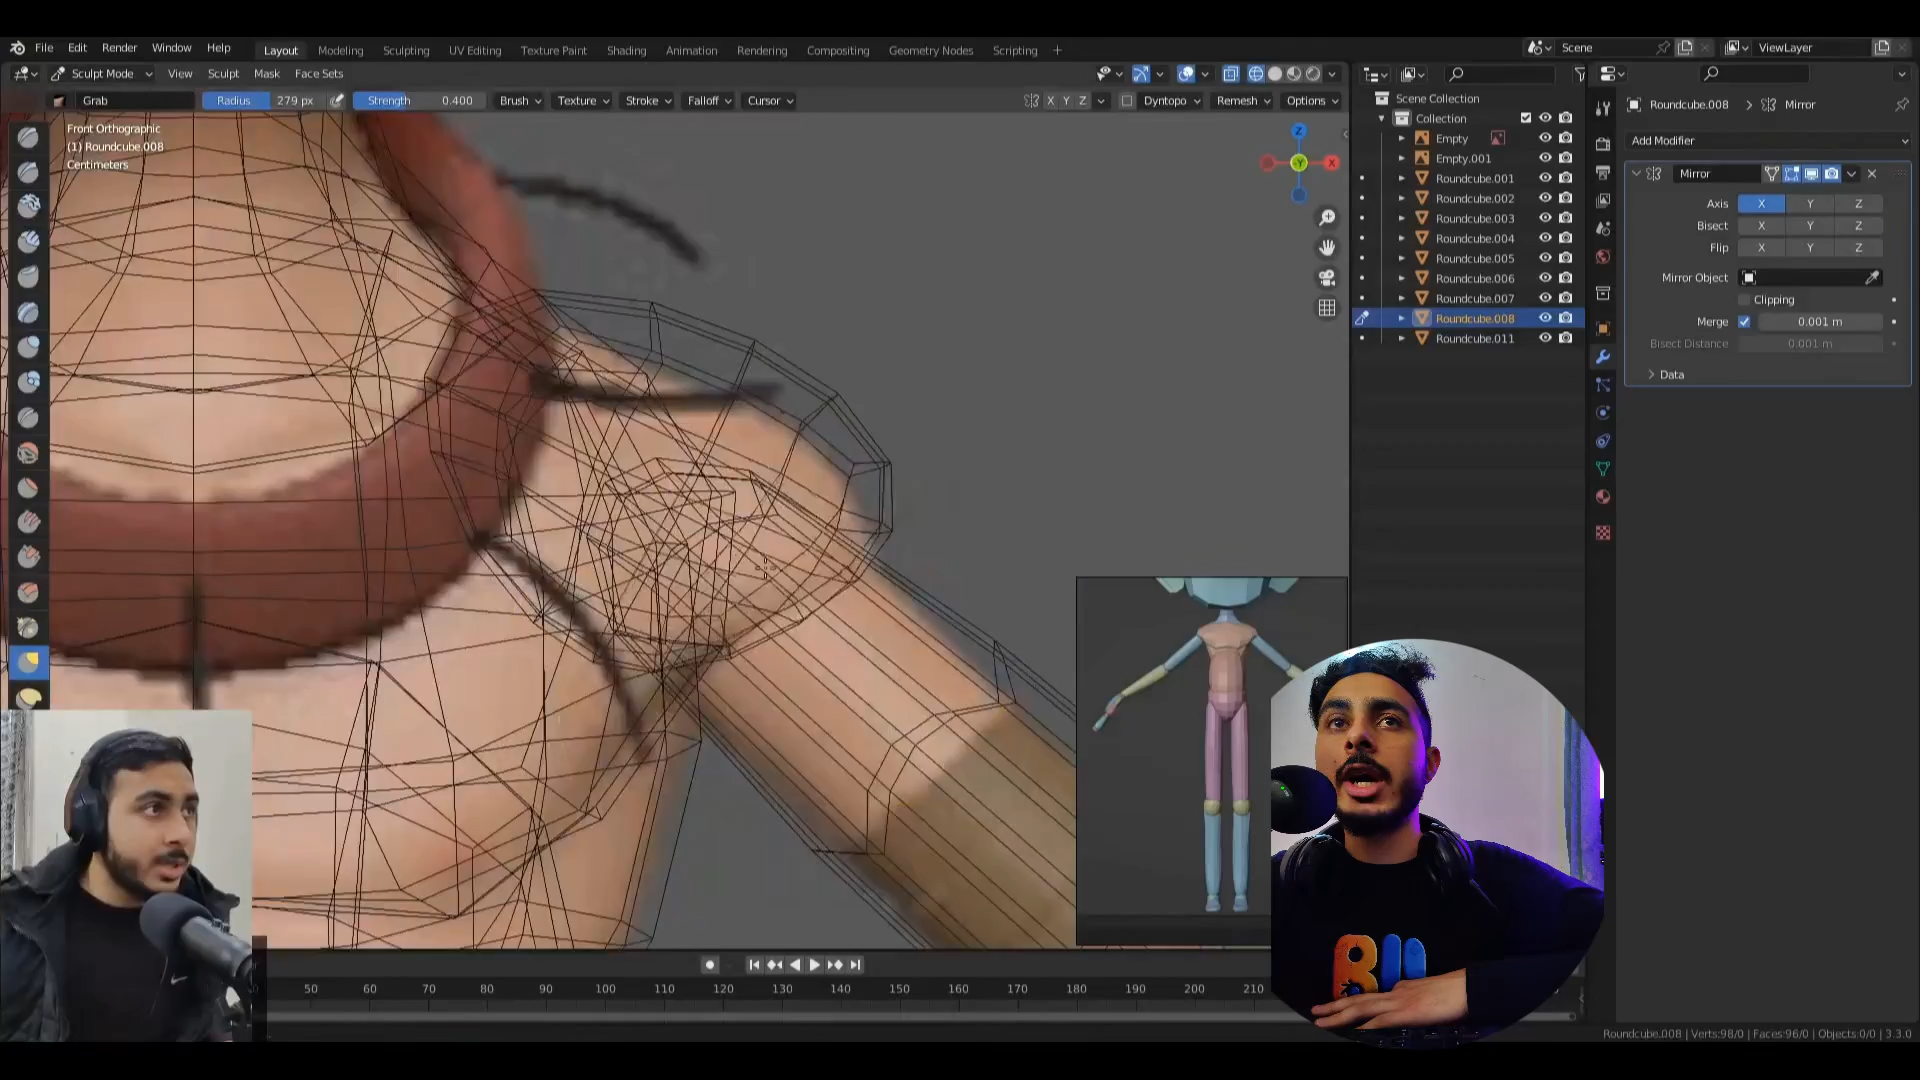 File Edit Render Window Help Layout Modeling Sculpting UV Editing Texture Paint Shading Animation Rendering Compositing Geometry Nodes Scripting + Scene ViewLayer
Sculpt Mode View Sculpt Mask Face Sets
Grab Radius 279 px Strength 0.400 Brush Texture Stroke Falloff Cursor X Y Z Dyntopo Remesh Options
Front Orthographic
(1) Roundcube.008
Centimeters
Z
Y
X
Scene Collection
Collection
Empty
Empty.001
Roundcube.001
Roundcube.002
Roundcube.003
Roundcube.004
Roundcube.005
Roundcube.006
Roundcube.007
Roundcube.008
Roundcube.011
Roundcube.008 > Mirror
Add Modifier
Mirror
Axis X Y Z
Bisect X Y Z
Flip X Y Z
Mirror Object
Clipping
Merge 0.001 m
Bisect Distance 0.001 m
Data
50 60 70 80 90 100 110 120 130 140 150 160 170 180 190 200 210
Roundcube.008 | Verts:98/0 | Faces:96/0 | Objects:0/0 | 3.3.0